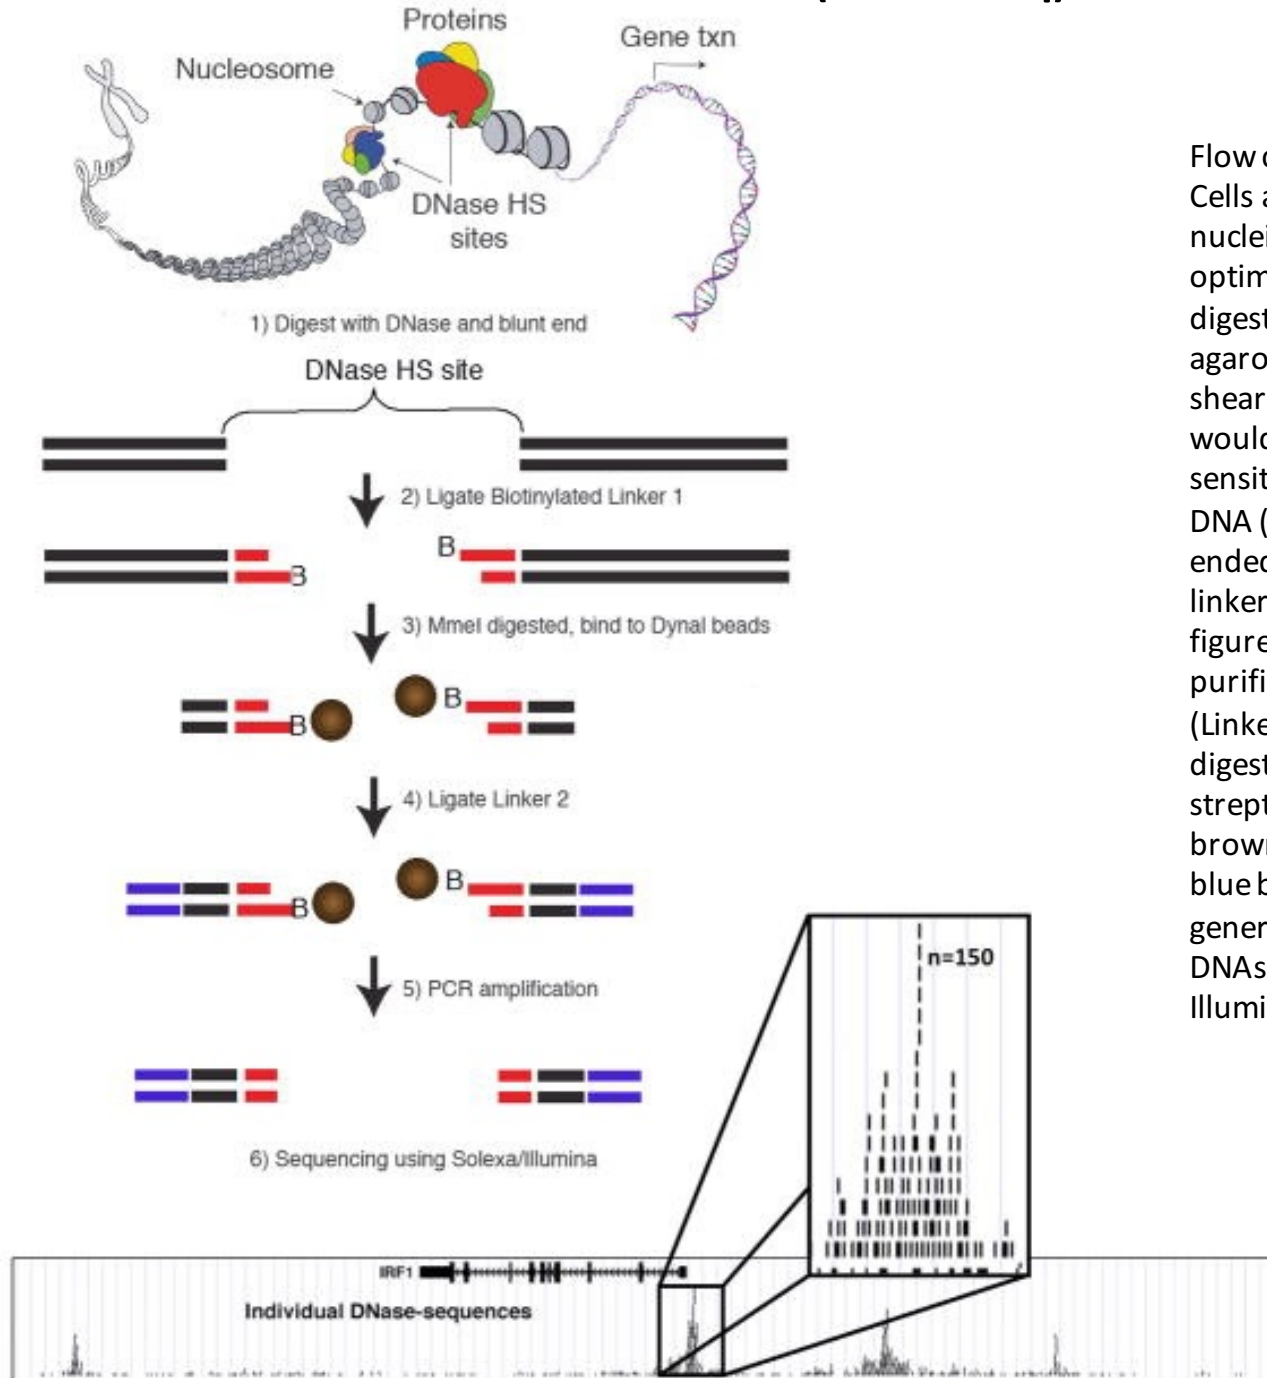 Proteins
Gene txn
Nucleosome
DNase HS
sites
1) Digest with DNase and blunt end
DNase HS site
2) Ligate Biotinylated Linker 1
B
B
3) MmeI digested, bind to Dynal beads
B
B
4) Ligate Linker 2
B
B
5) PCR amplification
6) Sequencing using Solexa/Illumina
n=150
IRF1
Individual DNase-sequences
Flow
Cells a
nuclei
optim
digest
agaro
shear
would
sensit
DNA (
ended
linker
figure
purifi
(Linke
digest
strept
brown
blue b
gener
DNAs
Illumi